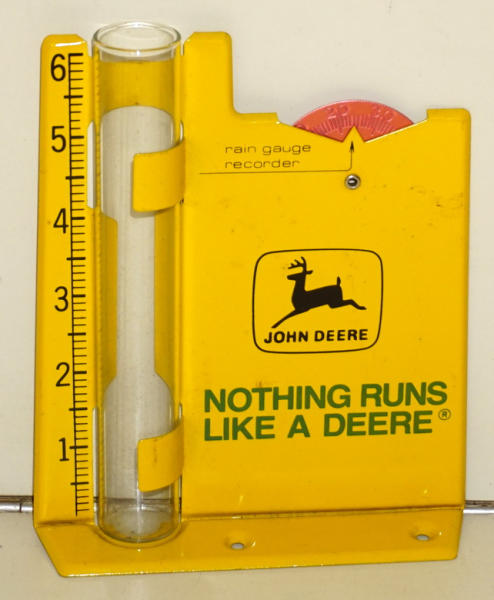 6
5
4
3
2
1
rain gauge
recorder
JOHN DEERE
NOTHING RUNS
LIKE A DEERE®